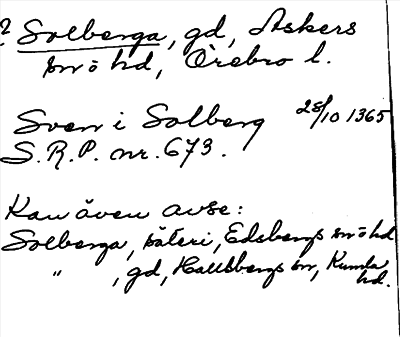 ? Solberga, gd, Askers
sn ö hd, Örebro l.
Sven i Solberg 28/10 1365
S.R.P. nr. 673.
Kan även avse:
Solberga, säteri, Edsbergs sn ö hd
" , gd, Hallsbergs sn, Kumla
hd.